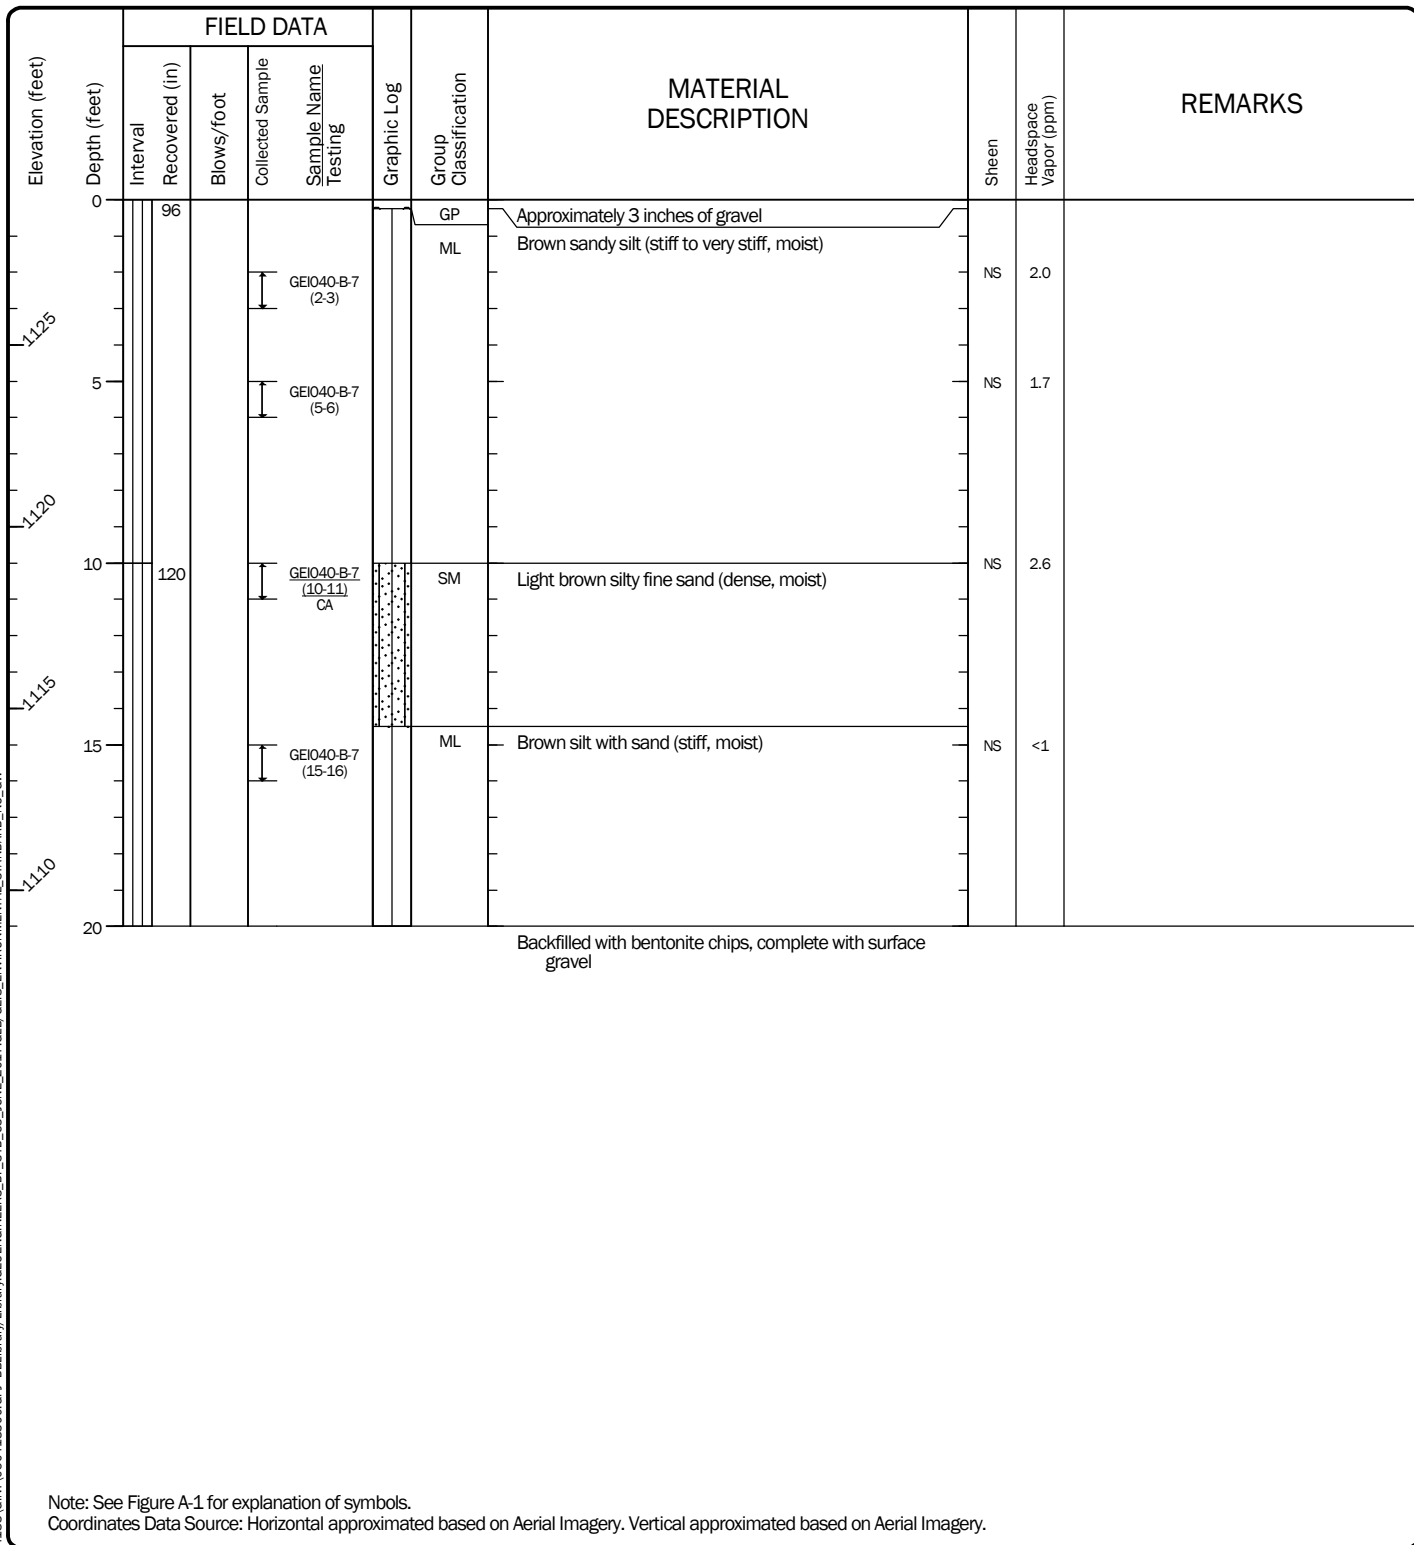 FIELD DATA
Elevation (feet)
Depth (feet)
Interval
Recovered (in)
Blows/foot
Collected Sample
Sample Name
Testing
Graphic Log
Group
Classification
MATERIAL
DESCRIPTION
Sheen
Headspace
Vapor (ppm)
REMARKS
0
96
GP
Approximately 3 inches of gravel
ML
Brown sandy silt (stiff to very stiff, moist)
GEI040-B-7
(2-3)
NS
2.0
1125
5
GEI040-B-7
(5-6)
NS
1.7
1120
10
120
GEI040-B-7
(10-11)
CA
SM
Light brown silty fine sand (dense, moist)
NS
2.6
1115
15
GEI040-B-7
(15-16)
ML
Brown silt with sand (stiff, moist)
NS
<1
1110
20
Backfilled with bentonite chips, complete with surface
gravel
Note: See Figure A-1 for explanation of symbols.
Coordinates Data Source: Horizontal approximated based on Aerial Imagery. Vertical approximated based on Aerial Imagery.